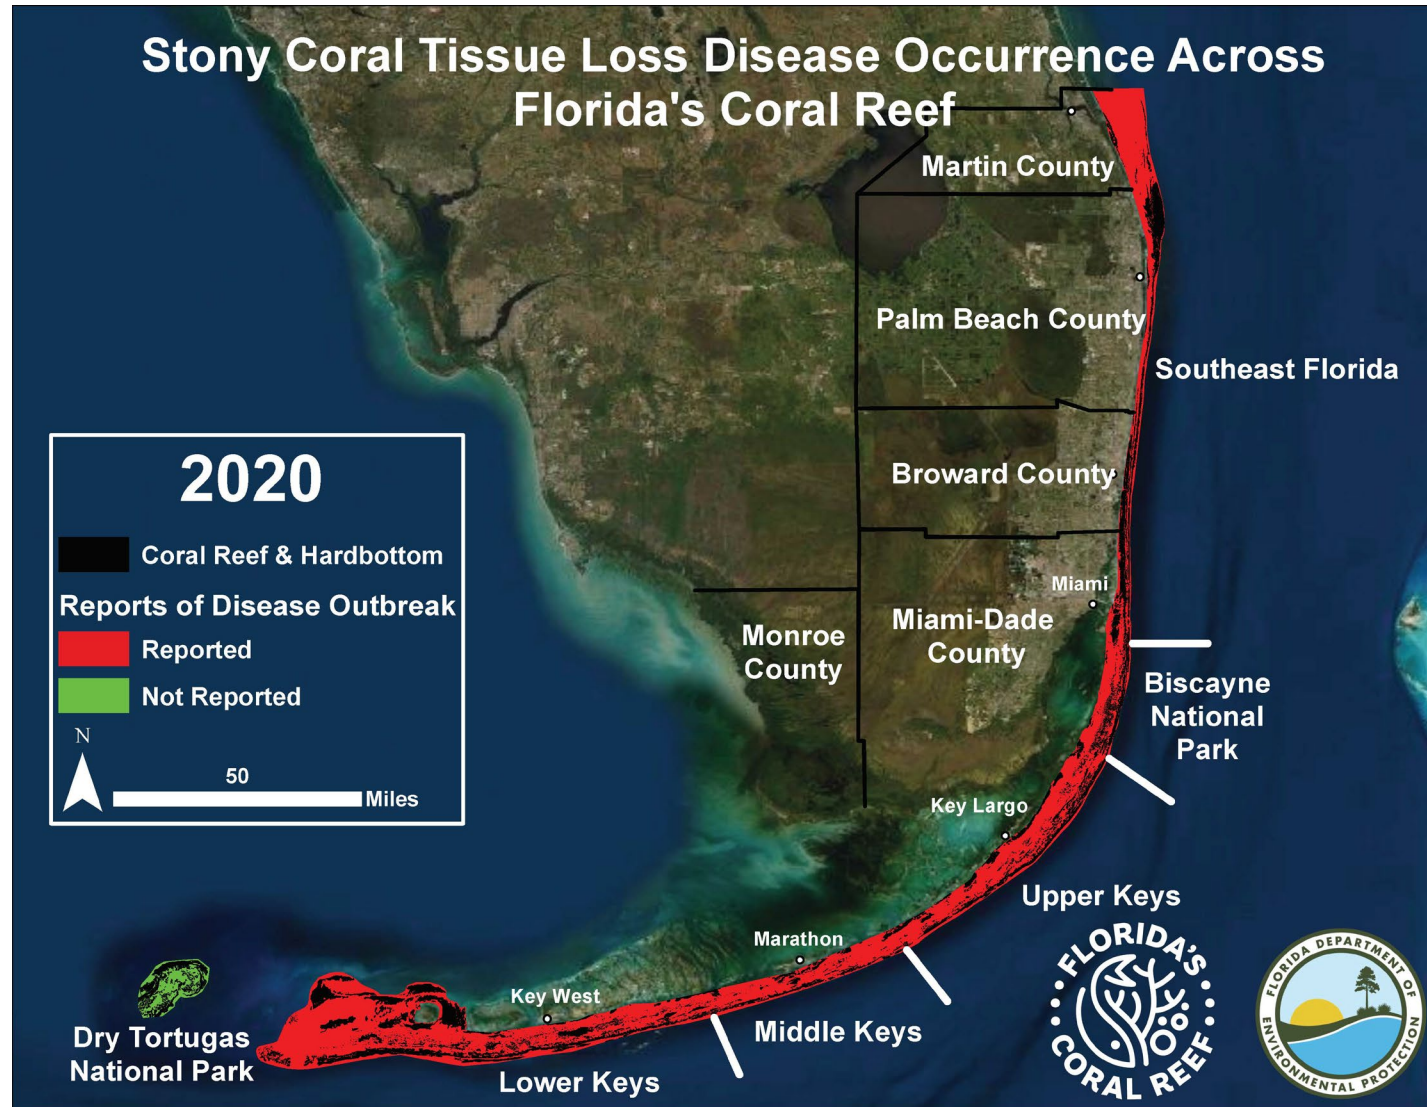 Stony Coral Tissue Loss Disease Occurrence Across
Florida's Coral Reef
Martin County
Palm Beach County
Southeast Florida
Broward County
Miami
Miami-Dade
County
Monroe
County
Biscayne
National
Park
2020
Coral Reef & Hardbottom
Reports of Disease Outbreak
Reported
Not Reported
N
50
Miles
Key Largo
Upper Keys
Marathon
Middle Keys
Key West
Lower Keys
Dry Tortugas
National Park
FLORIDA'S
CORAL REEF
FLORIDA DEPARTMENT OF
ENVIRONMENTAL PROTECTION